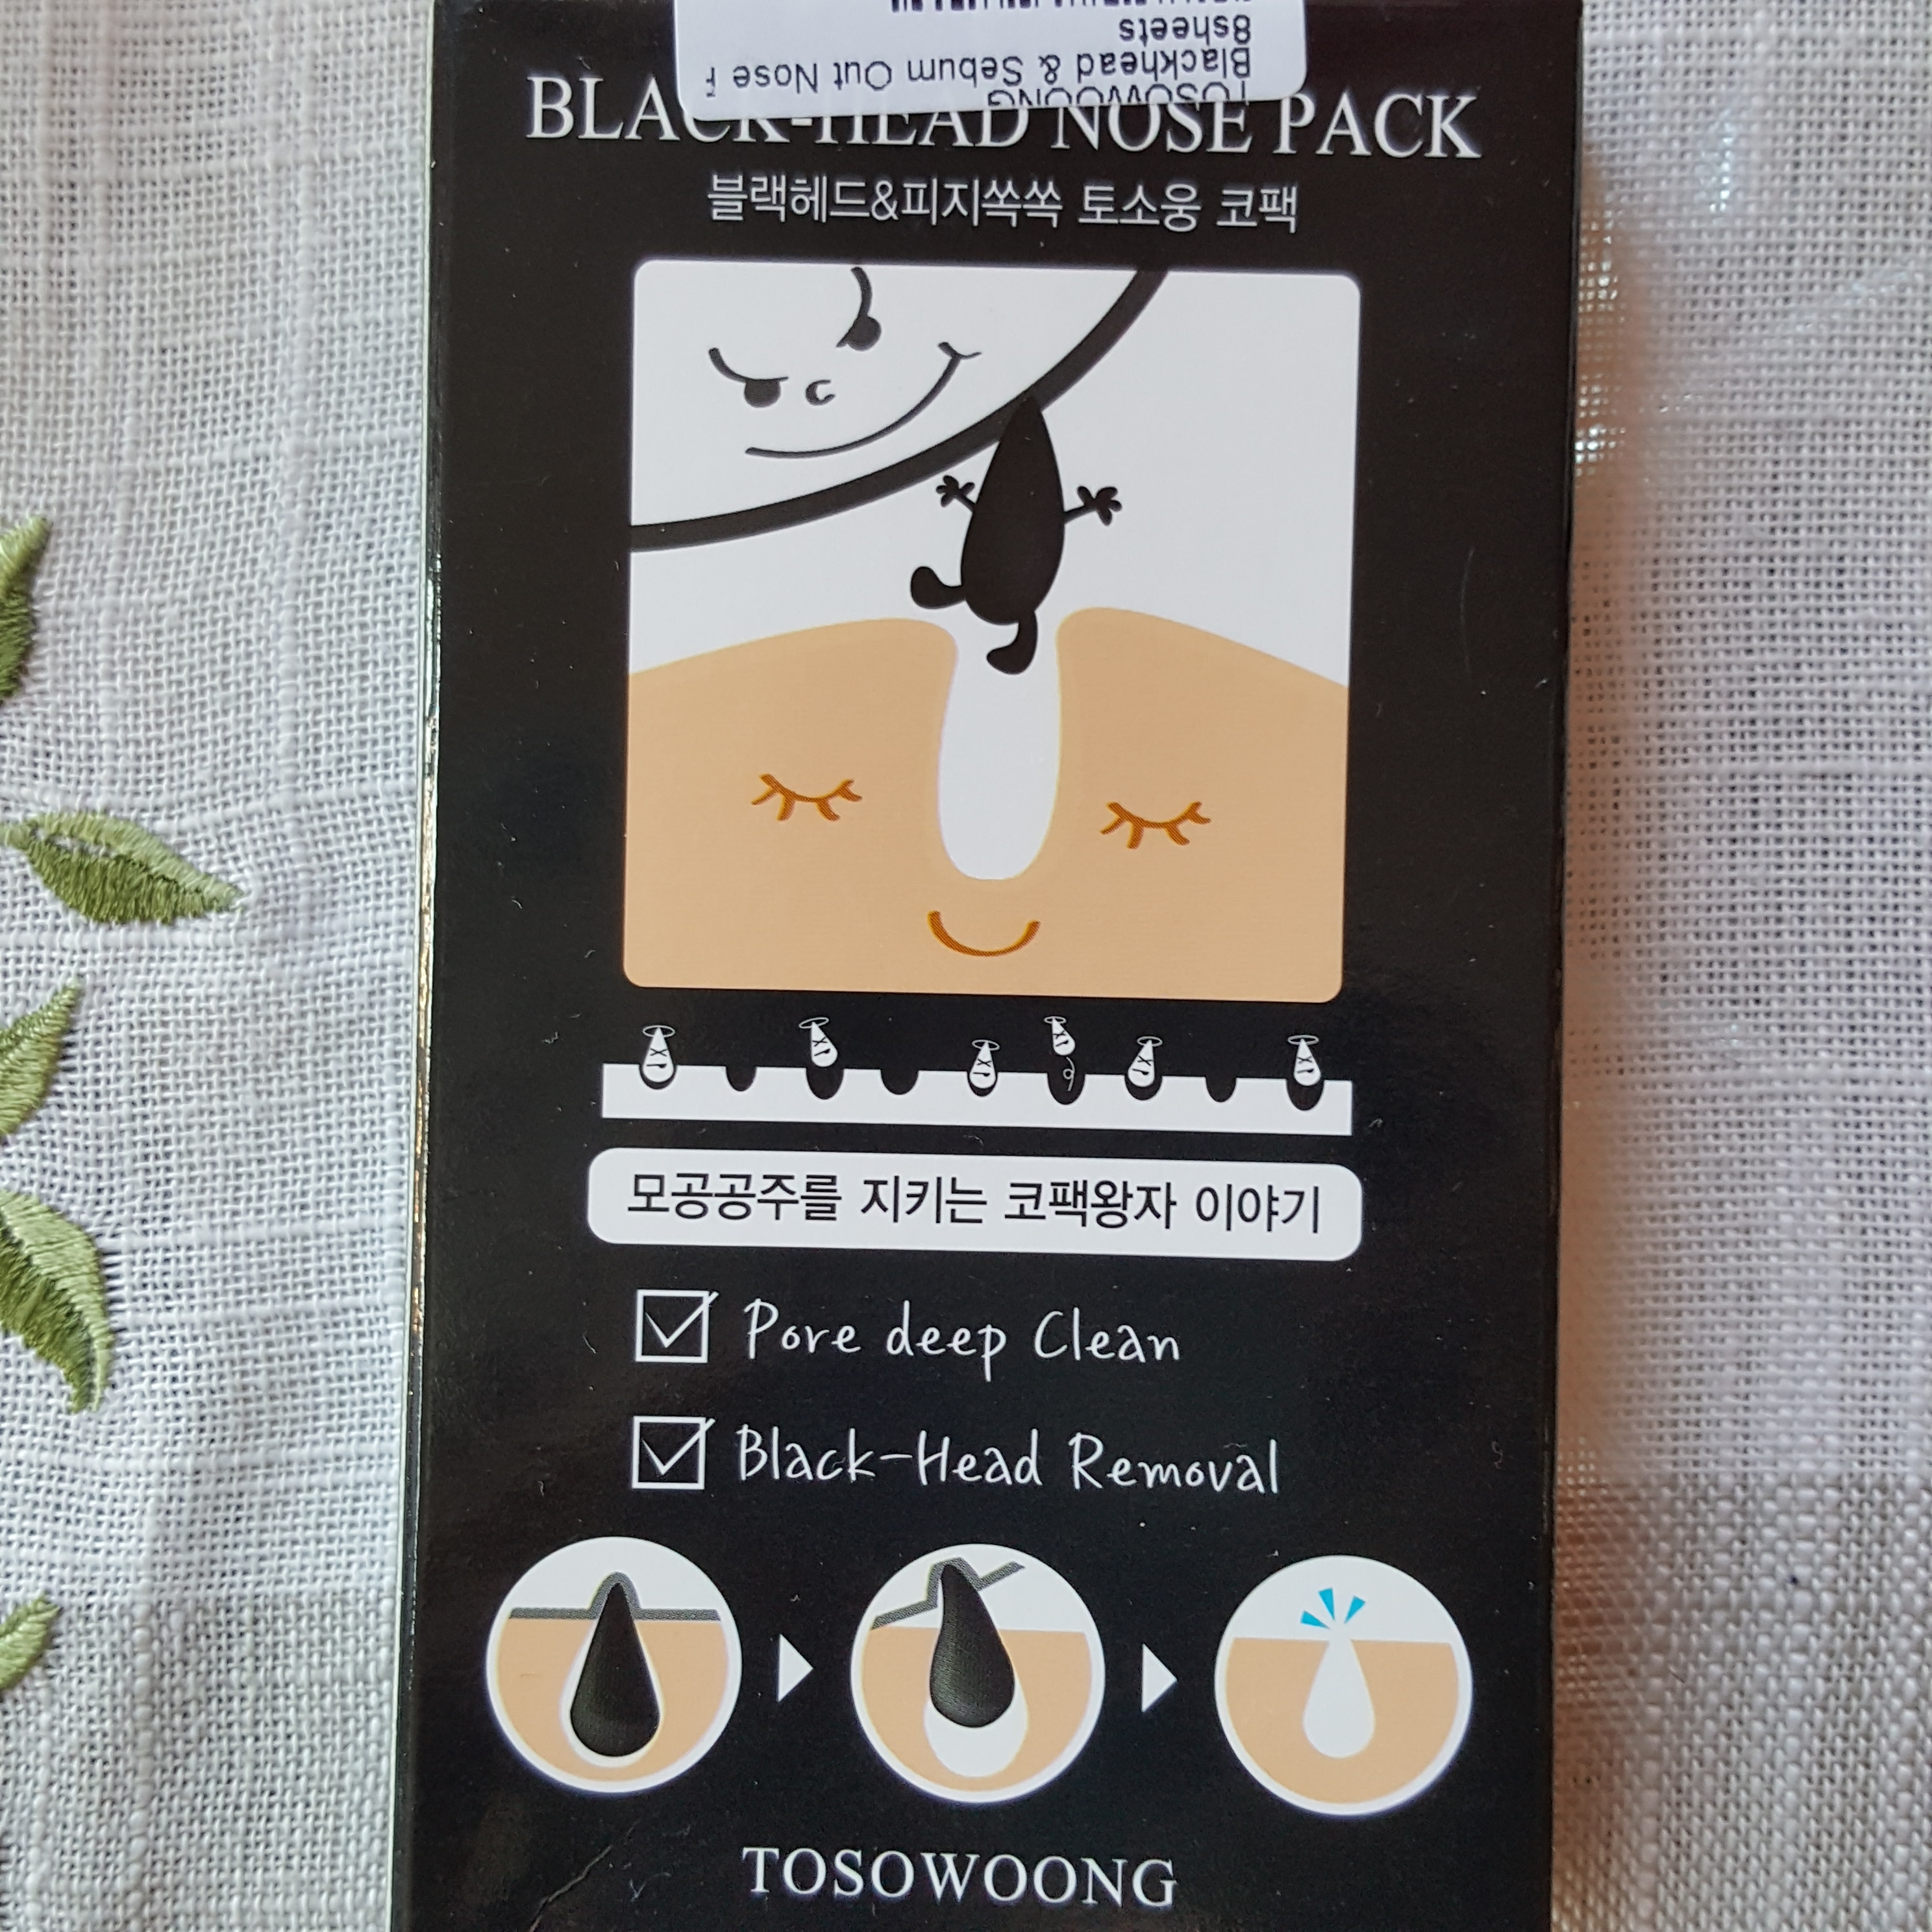 TOSOWOONG
Blackhead & Sebum Out Nose
8sheets
BLACK-HEAD NOSE PACK
블랙헤드&피지쏙쏙 토소웅 코팩
모공공주를 지키는 코팩왕자 이야기
Pore deep Clean
Black-Head Removal
TOSOWOONG